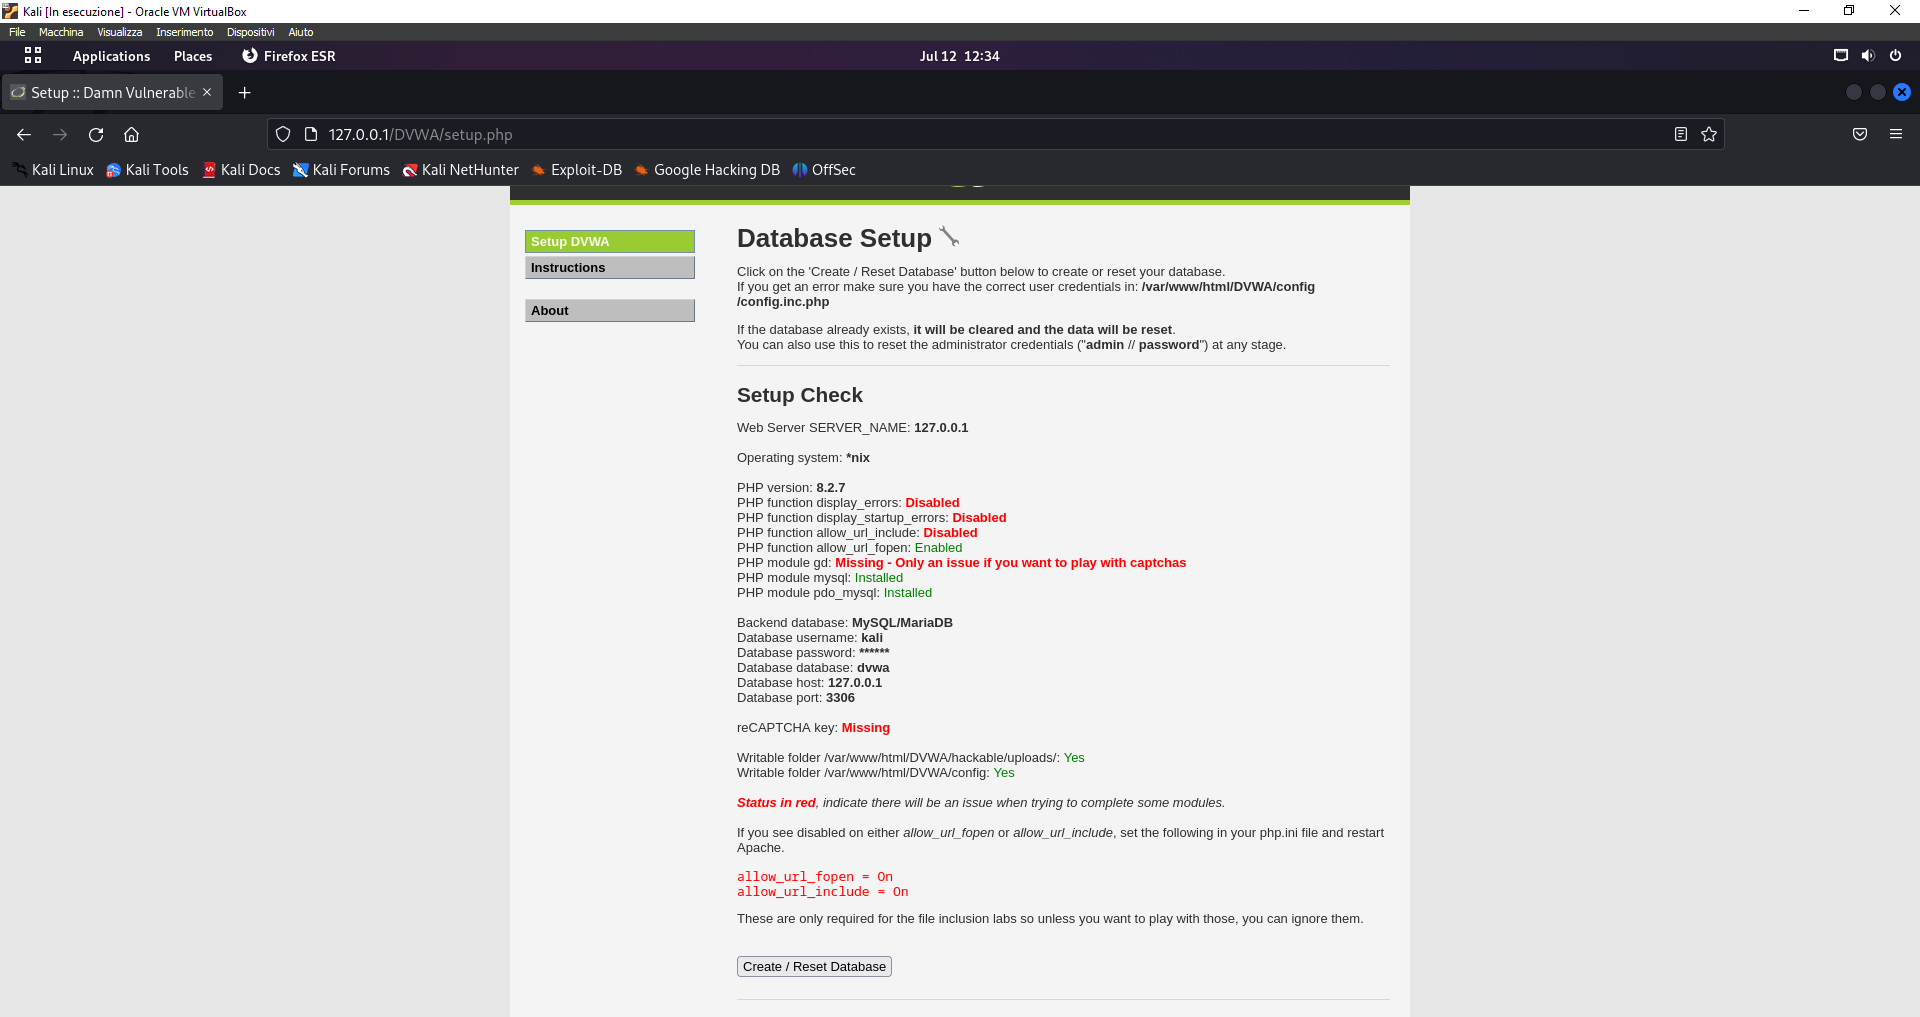 Kali [In esecuzione] - Oracle VM VirtualBox
File Macchina Visualizza Inserimento Dispositivi Aiuto
Applications Places Firefox ESR Jul 12 12:34
Setup :: Damn Vulnerable
127.0.0.1/DVWA/setup.php
Kali Linux Kali Tools Kali Docs Kali Forums Kali NetHunter Exploit-DB Google Hacking DB OffSec
Setup DVWA
Instructions
About
Database Setup
Click on the 'Create / Reset Database' button below to create or reset your database.
If you get an error make sure you have the correct user credentials in: /var/www/html/DVWA/config
/config.inc.php
If the database already exists, it will be cleared and the data will be reset.
You can also use this to reset the administrator credentials ("admin // password") at any stage.
Setup Check
Web Server SERVER_NAME: 127.0.0.1
Operating system: *nix
PHP version: 8.2.7
PHP function display_errors: Disabled
PHP function display_startup_errors: Disabled
PHP function allow_url_include: Disabled
PHP function allow_url_fopen: Enabled
PHP module gd: Missing - Only an issue if you want to play with captchas
PHP module mysql: Installed
PHP module pdo_mysql: Installed
Backend database: MySQL/MariaDB
Database username: kali
Database password: ******
Database database: dvwa
Database host: 127.0.0.1
Database port: 3306
reCAPTCHA key: Missing
Writable folder /var/www/html/DVWA/hackable/uploads/: Yes
Writable folder /var/www/html/DVWA/config: Yes
Status in red, indicate there will be an issue when trying to complete some modules.
If you see disabled on either allow_url_fopen or allow_url_include, set the following in your php.ini file and restart
Apache.
allow_url_fopen = On
allow_url_include = On
These are only required for the file inclusion labs so unless you want to play with those, you can ignore them.
Create / Reset Database